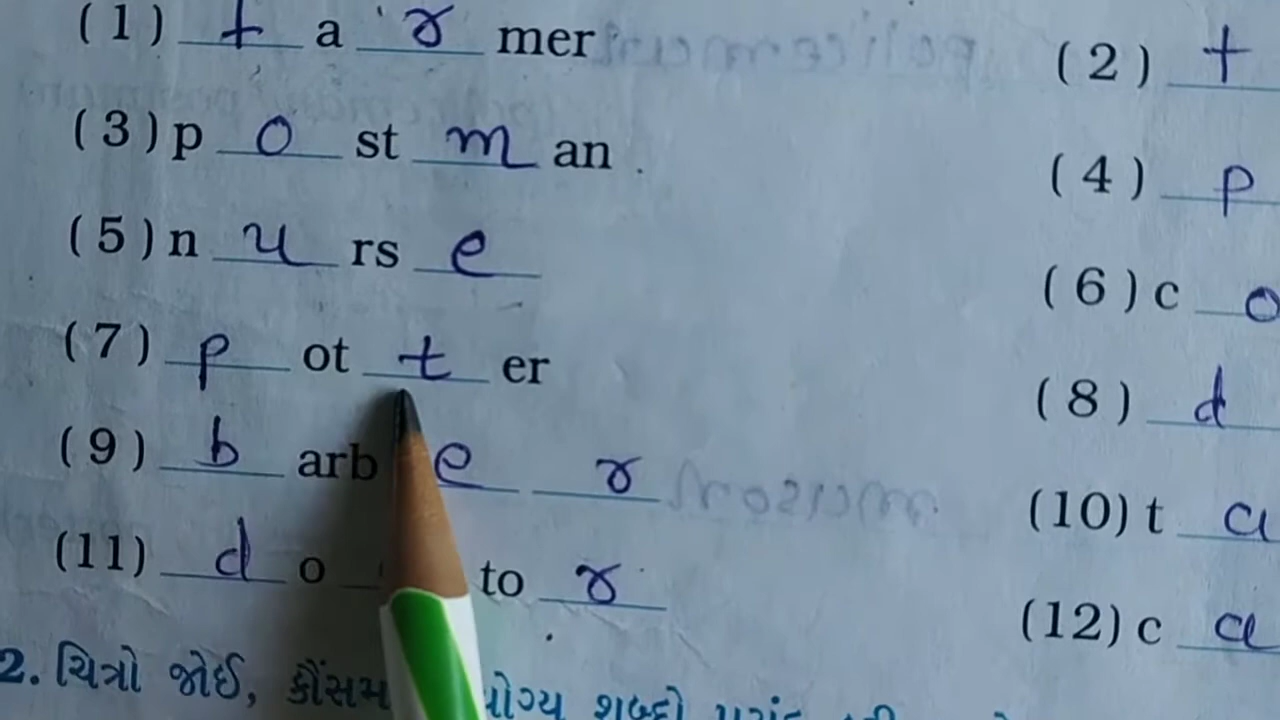 (1) f a r mer (2) t
(3) p o st m an (4) p
(5) n u rs e (6) c o
(7) p ot t er (8) d
(9) b arb e r (10) t a
(11) d o to r (12) c a
2. ચિત્રો જોઈ, યોગ્ય શબ્દો